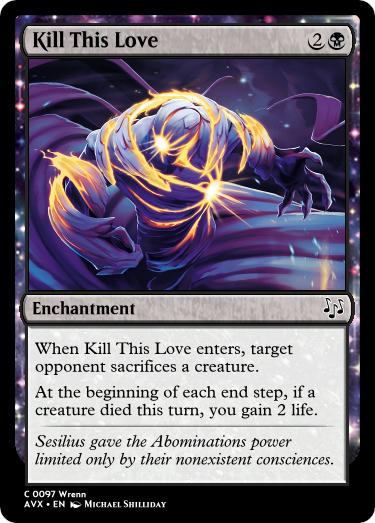 Kill This Love 2
Enchantment
When Kill This Love enters, target
opponent sacrifices a creature.
At the beginning of each end step, if a
creature died this turn, you gain 2 life.
Sesilius gave the Abominations power
limited only by their nonexistent consciences.
C 0097 Wrenn
AVX • EN Michael Shilliday